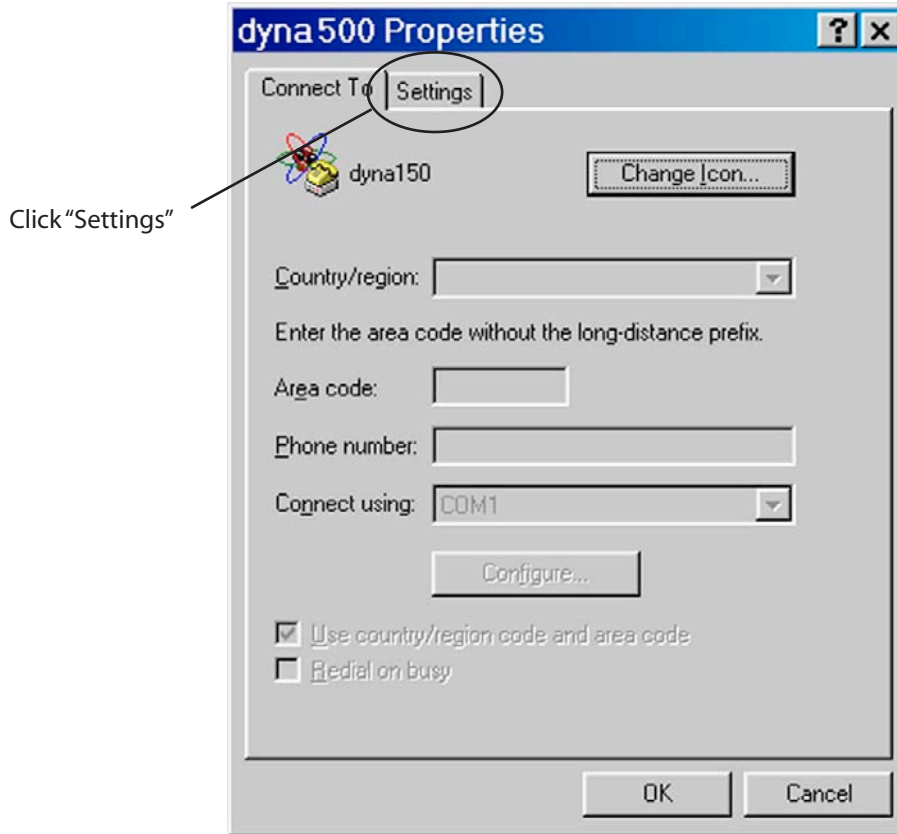 dyna500 Properties
Connect To Settings
dyna150
Change Icon...
Click “Settings”
Country/region:
Enter the area code without the long-distance prefix.
Area code:
Phone number:
Connect using: COM1
Configure...
Use country/region code and area code
Redial on busy
OK Cancel